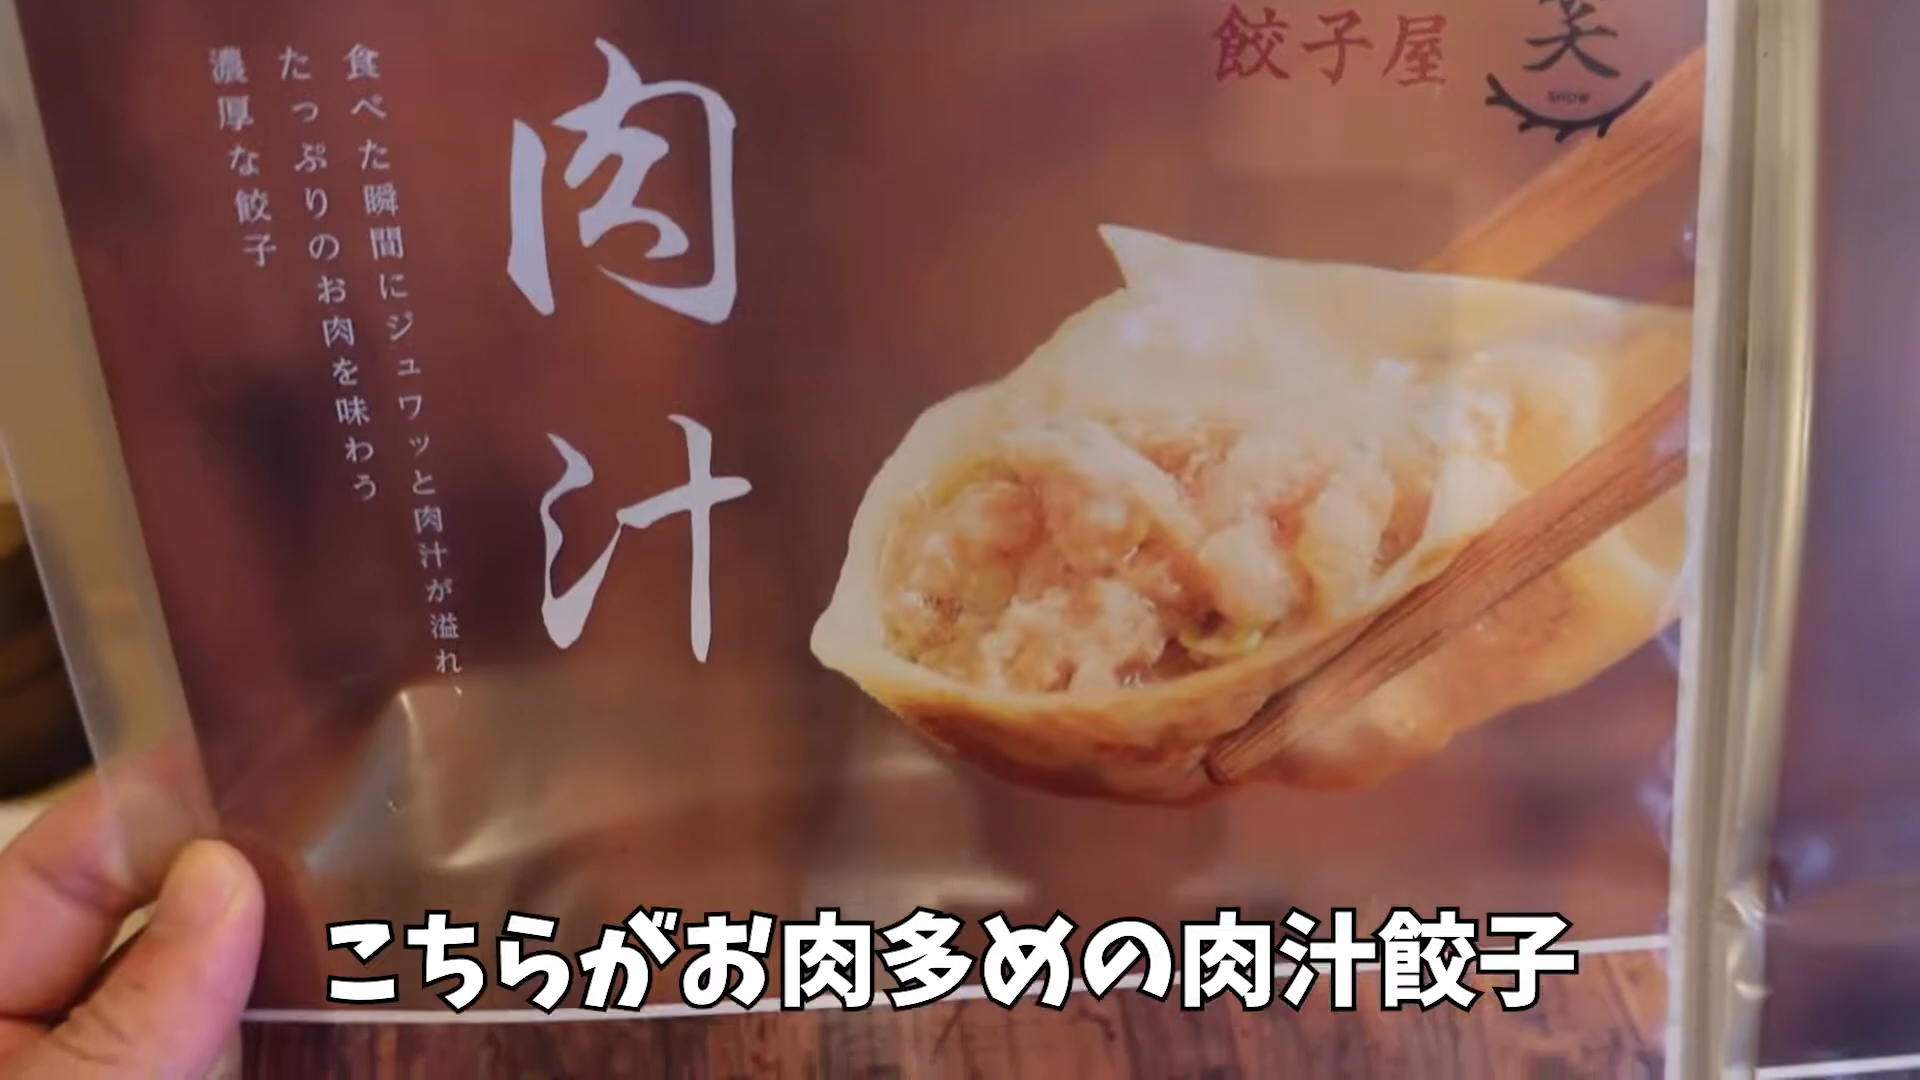 餃子屋
笑
SHOW
肉汁
食べた瞬間にジュワッと肉汁が溢れ、
たっぷりのお肉を味わう
濃厚な餃子
こちらがお肉多めの肉汁餃子